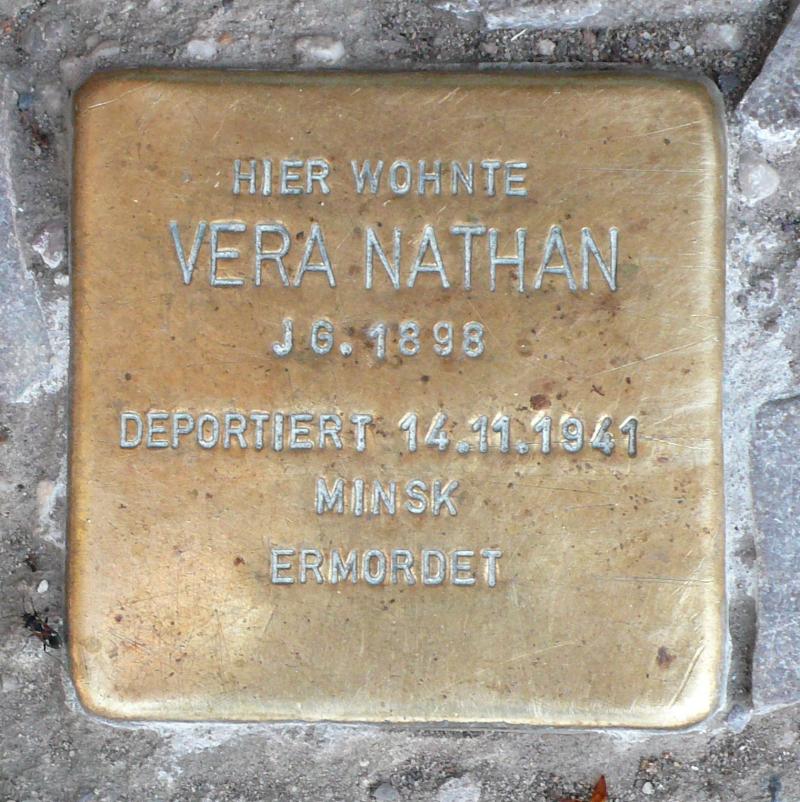 HIER WOHNTE
VERA NATHAN
JG. 1898
DEPORTIERT 14.11.1941
MINSK
ERMORDET